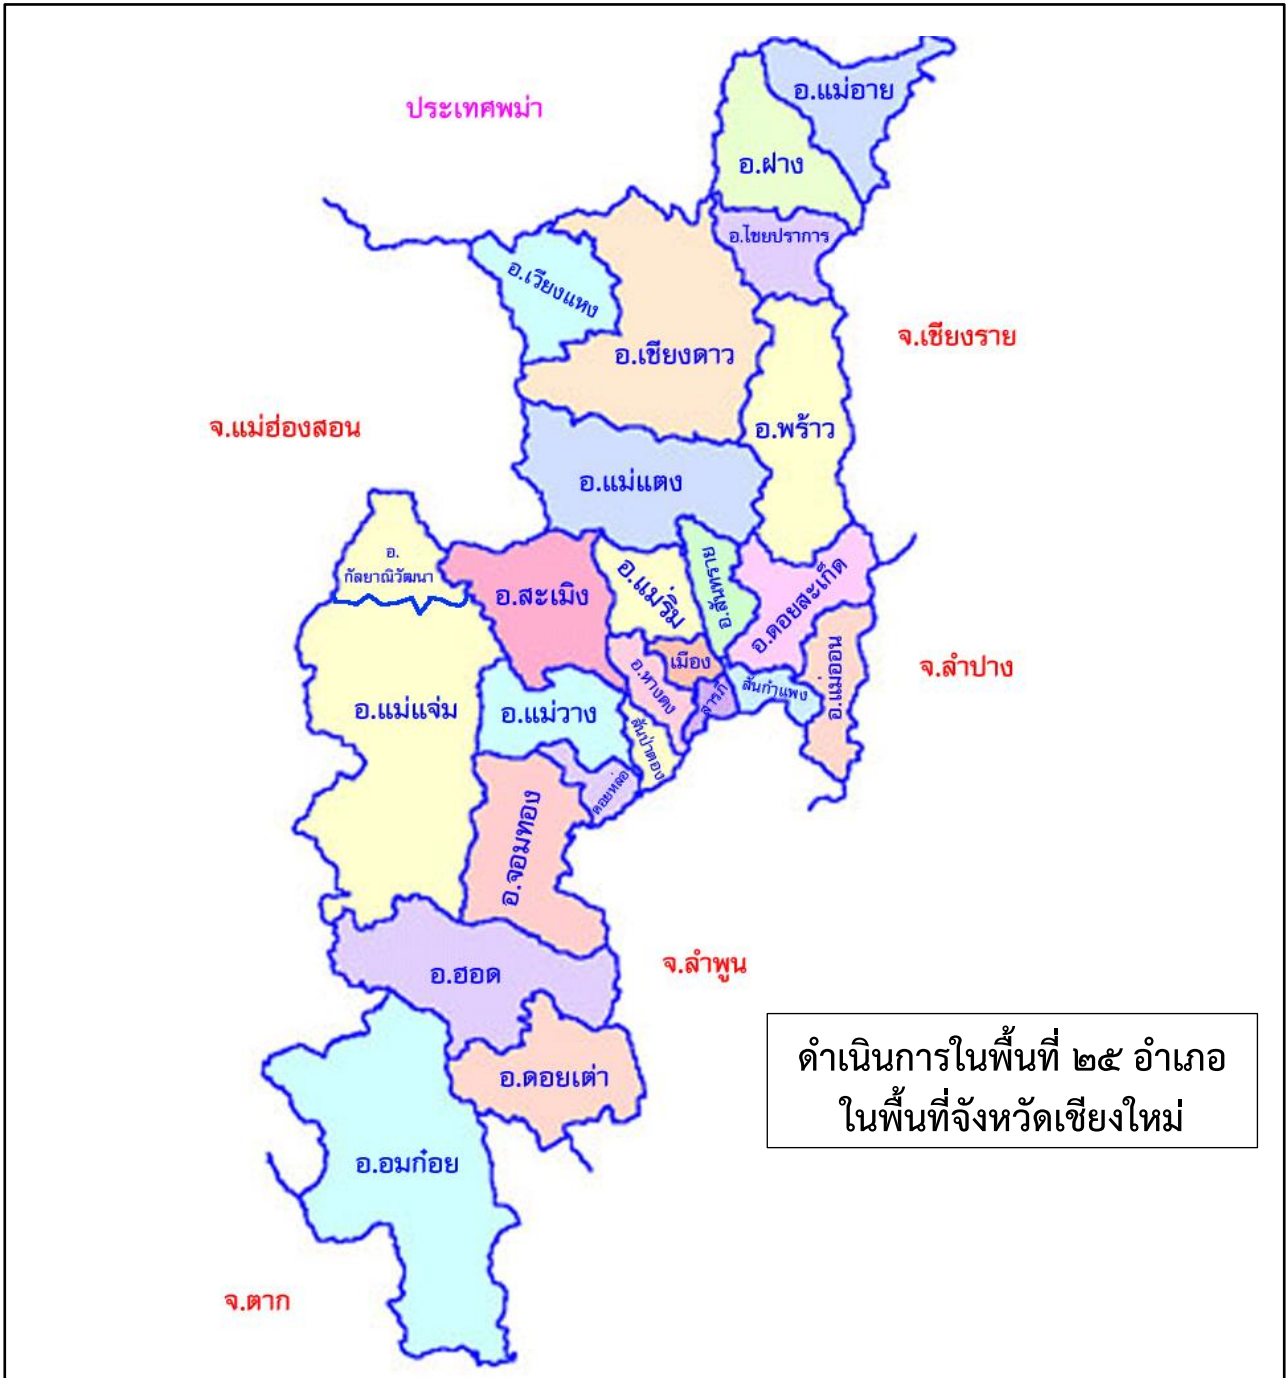 อ.แม่อาย
ประเทศพม่า
อ.ฝาง
อ.ไชยปราการ
อ.เวียงแหง
จ.เชียงราย
อ.เชียงดาว
จ.แม่ฮ่องสอน
อ.พร้าว
อ.แม่แตง
อ.
กัลยาณิวัฒนา
อ.สะเมิง
อ.แม่ริม
อ.สันทราย
อ.ดอยสะเก็ด
เมือง
อ.หางดง
สารภี
สันกำแพง
อ.แม่ออน
จ.ลำปาง
อ.แม่แจ่ม
อ.แม่วาง
สันป่าตอง
ดอยหล่อ
อ.จอมทอง
จ.ลำพูน
อ.ฮอด
ดำเนินการในพื้นที่ ๒๕ อำเภอ
ในพื้นที่จังหวัดเชียงใหม่
อ.ดอยเต่า
อ.อมก๋อย
จ.ตาก